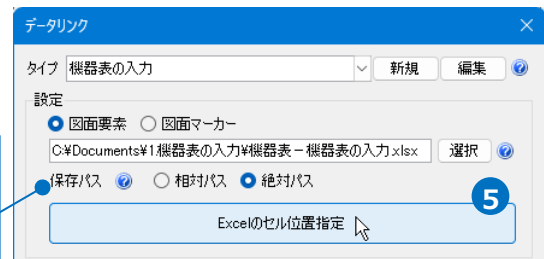 データリンク
タイプ 機器表の入力 新規 編集
設定
図面要素 図面マーカー
C:¥Documents¥1.機器表の入力¥機器表－機器表の入力.xlsx 選択
保存パス 相対パス 絶対パス
5
Excelのセル位置指定